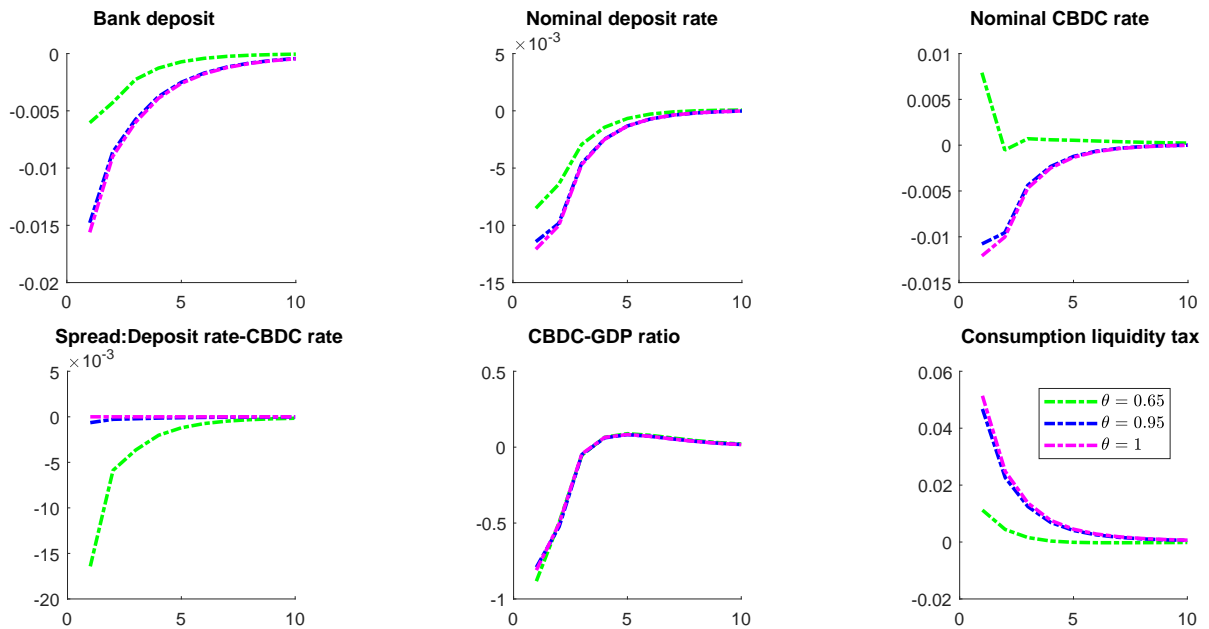 Bank deposit
0
-0.005
-0.01
-0.015
-0.02
0 5 10
Nominal deposit rate
×10⁻³
5
0
-5
-10
-15
0 5 10
Nominal CBDC rate
0.01
0.005
0
-0.005
-0.01
-0.015
0 5 10
Spread:Deposit rate-CBDC rate
×10⁻³
5
0
-5
-10
-15
-20
0 5 10
CBDC-GDP ratio
0.5
0
-0.5
-1
0 5 10
Consumption liquidity tax
0.06
0.04
0.02
0
-0.02
0 5 10
θ = 0.65
θ = 0.95
θ = 1